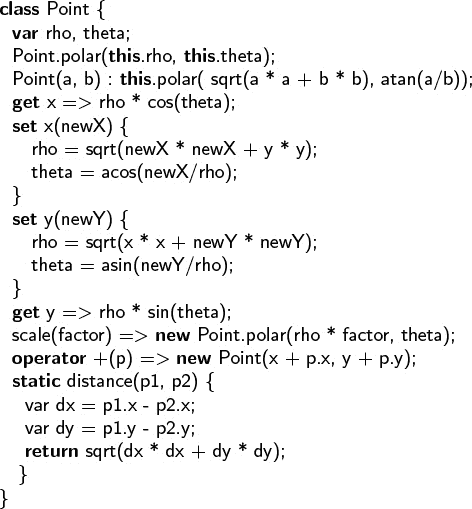 class Point {
var rho, theta;
Point.polar(this.rho, this.theta);
Point(a, b) : this.polar( sqrt(a * a + b * b), atan(a/b));
get x => rho * cos(theta);
set x(newX) {
rho = sqrt(newX * newX + y * y);
theta = acos(newX/rho);
}
set y(newY) {
rho = sqrt(x * x + newY * newY);
theta = asin(newY/rho);
}
get y => rho * sin(theta);
scale(factor) => new Point.polar(rho * factor, theta);
operator +(p) => new Point(x + p.x, y + p.y);
static distance(p1, p2) {
var dx = p1.x - p2.x;
var dy = p1.y - p2.y;
return sqrt(dx * dx + dy * dy);
}
}